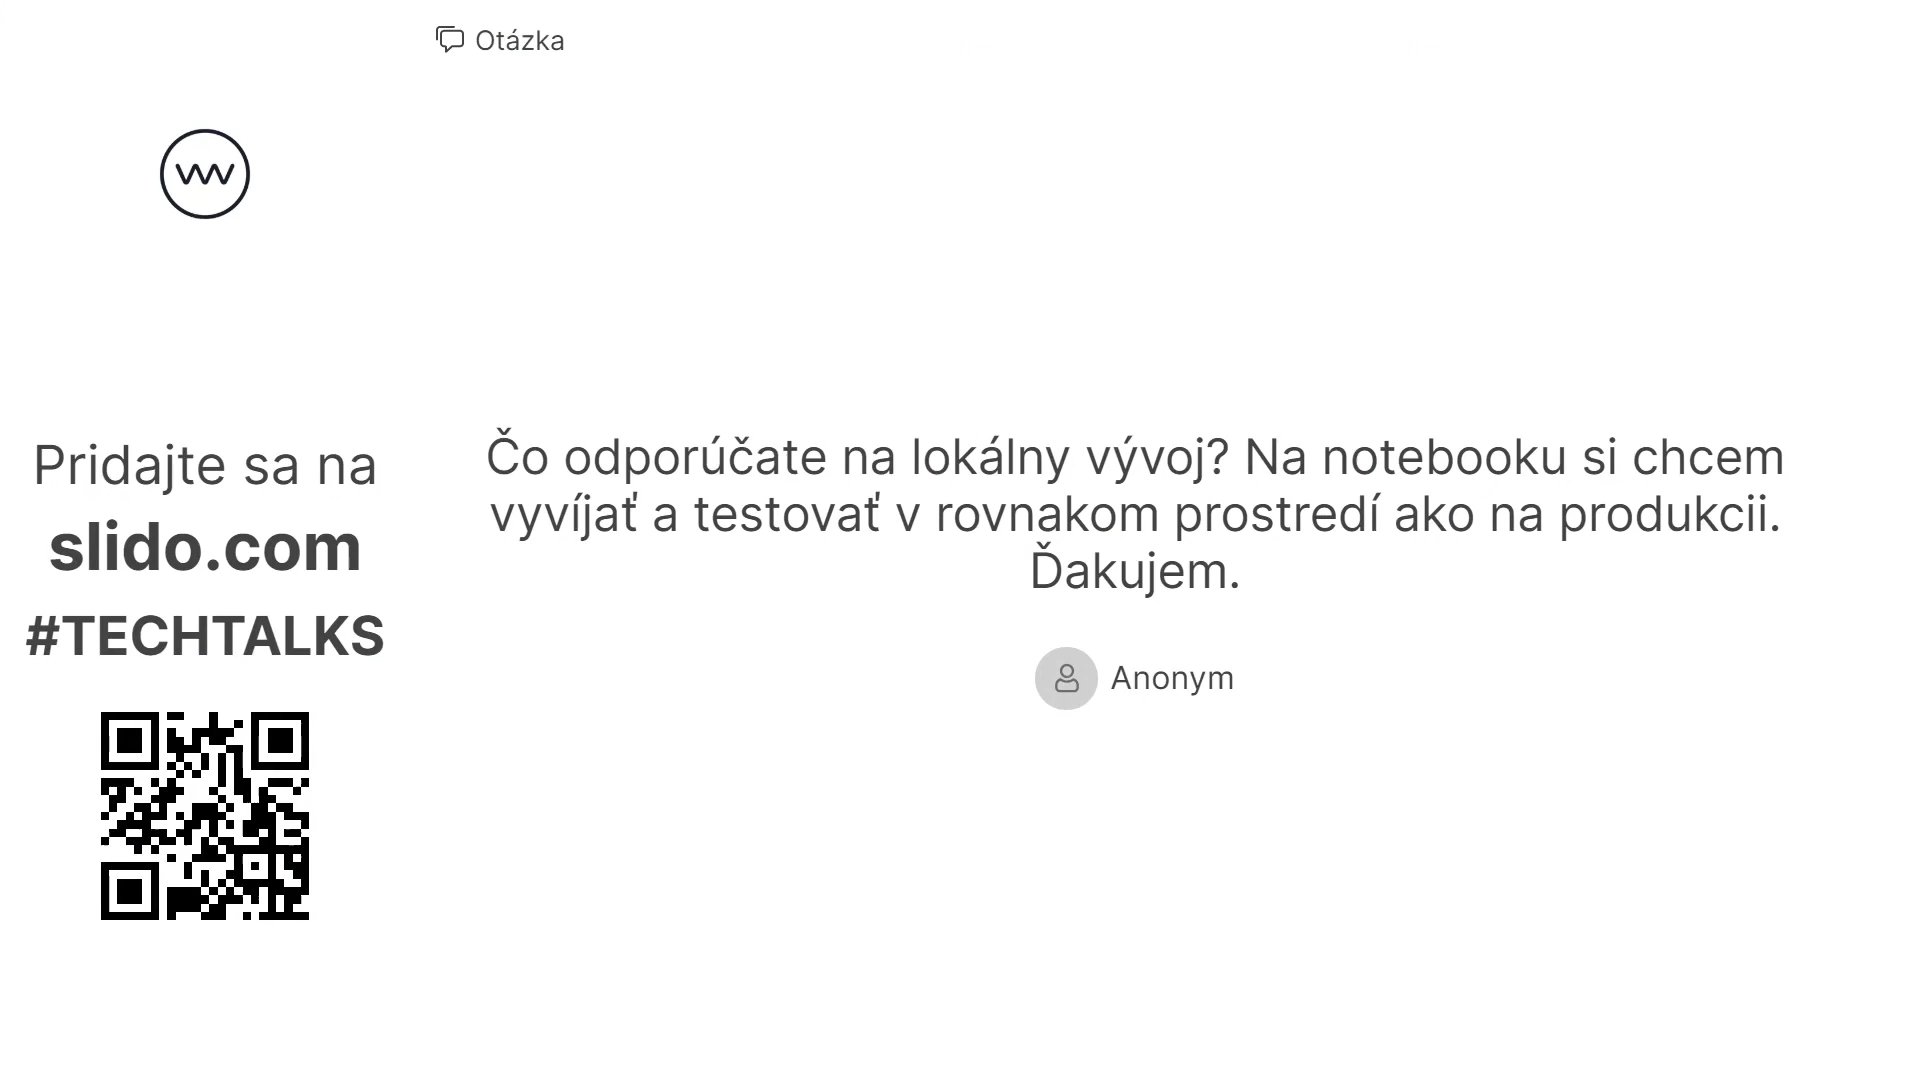 Otázka
Pridajte sa na
slido.com
#TECHTALKS
Čo odporúčate na lokálny vývoj? Na notebooku si chcem
vyvíjať a testovať v rovnakom prostredí ako na produkcii.
Ďakujem.
Anonym